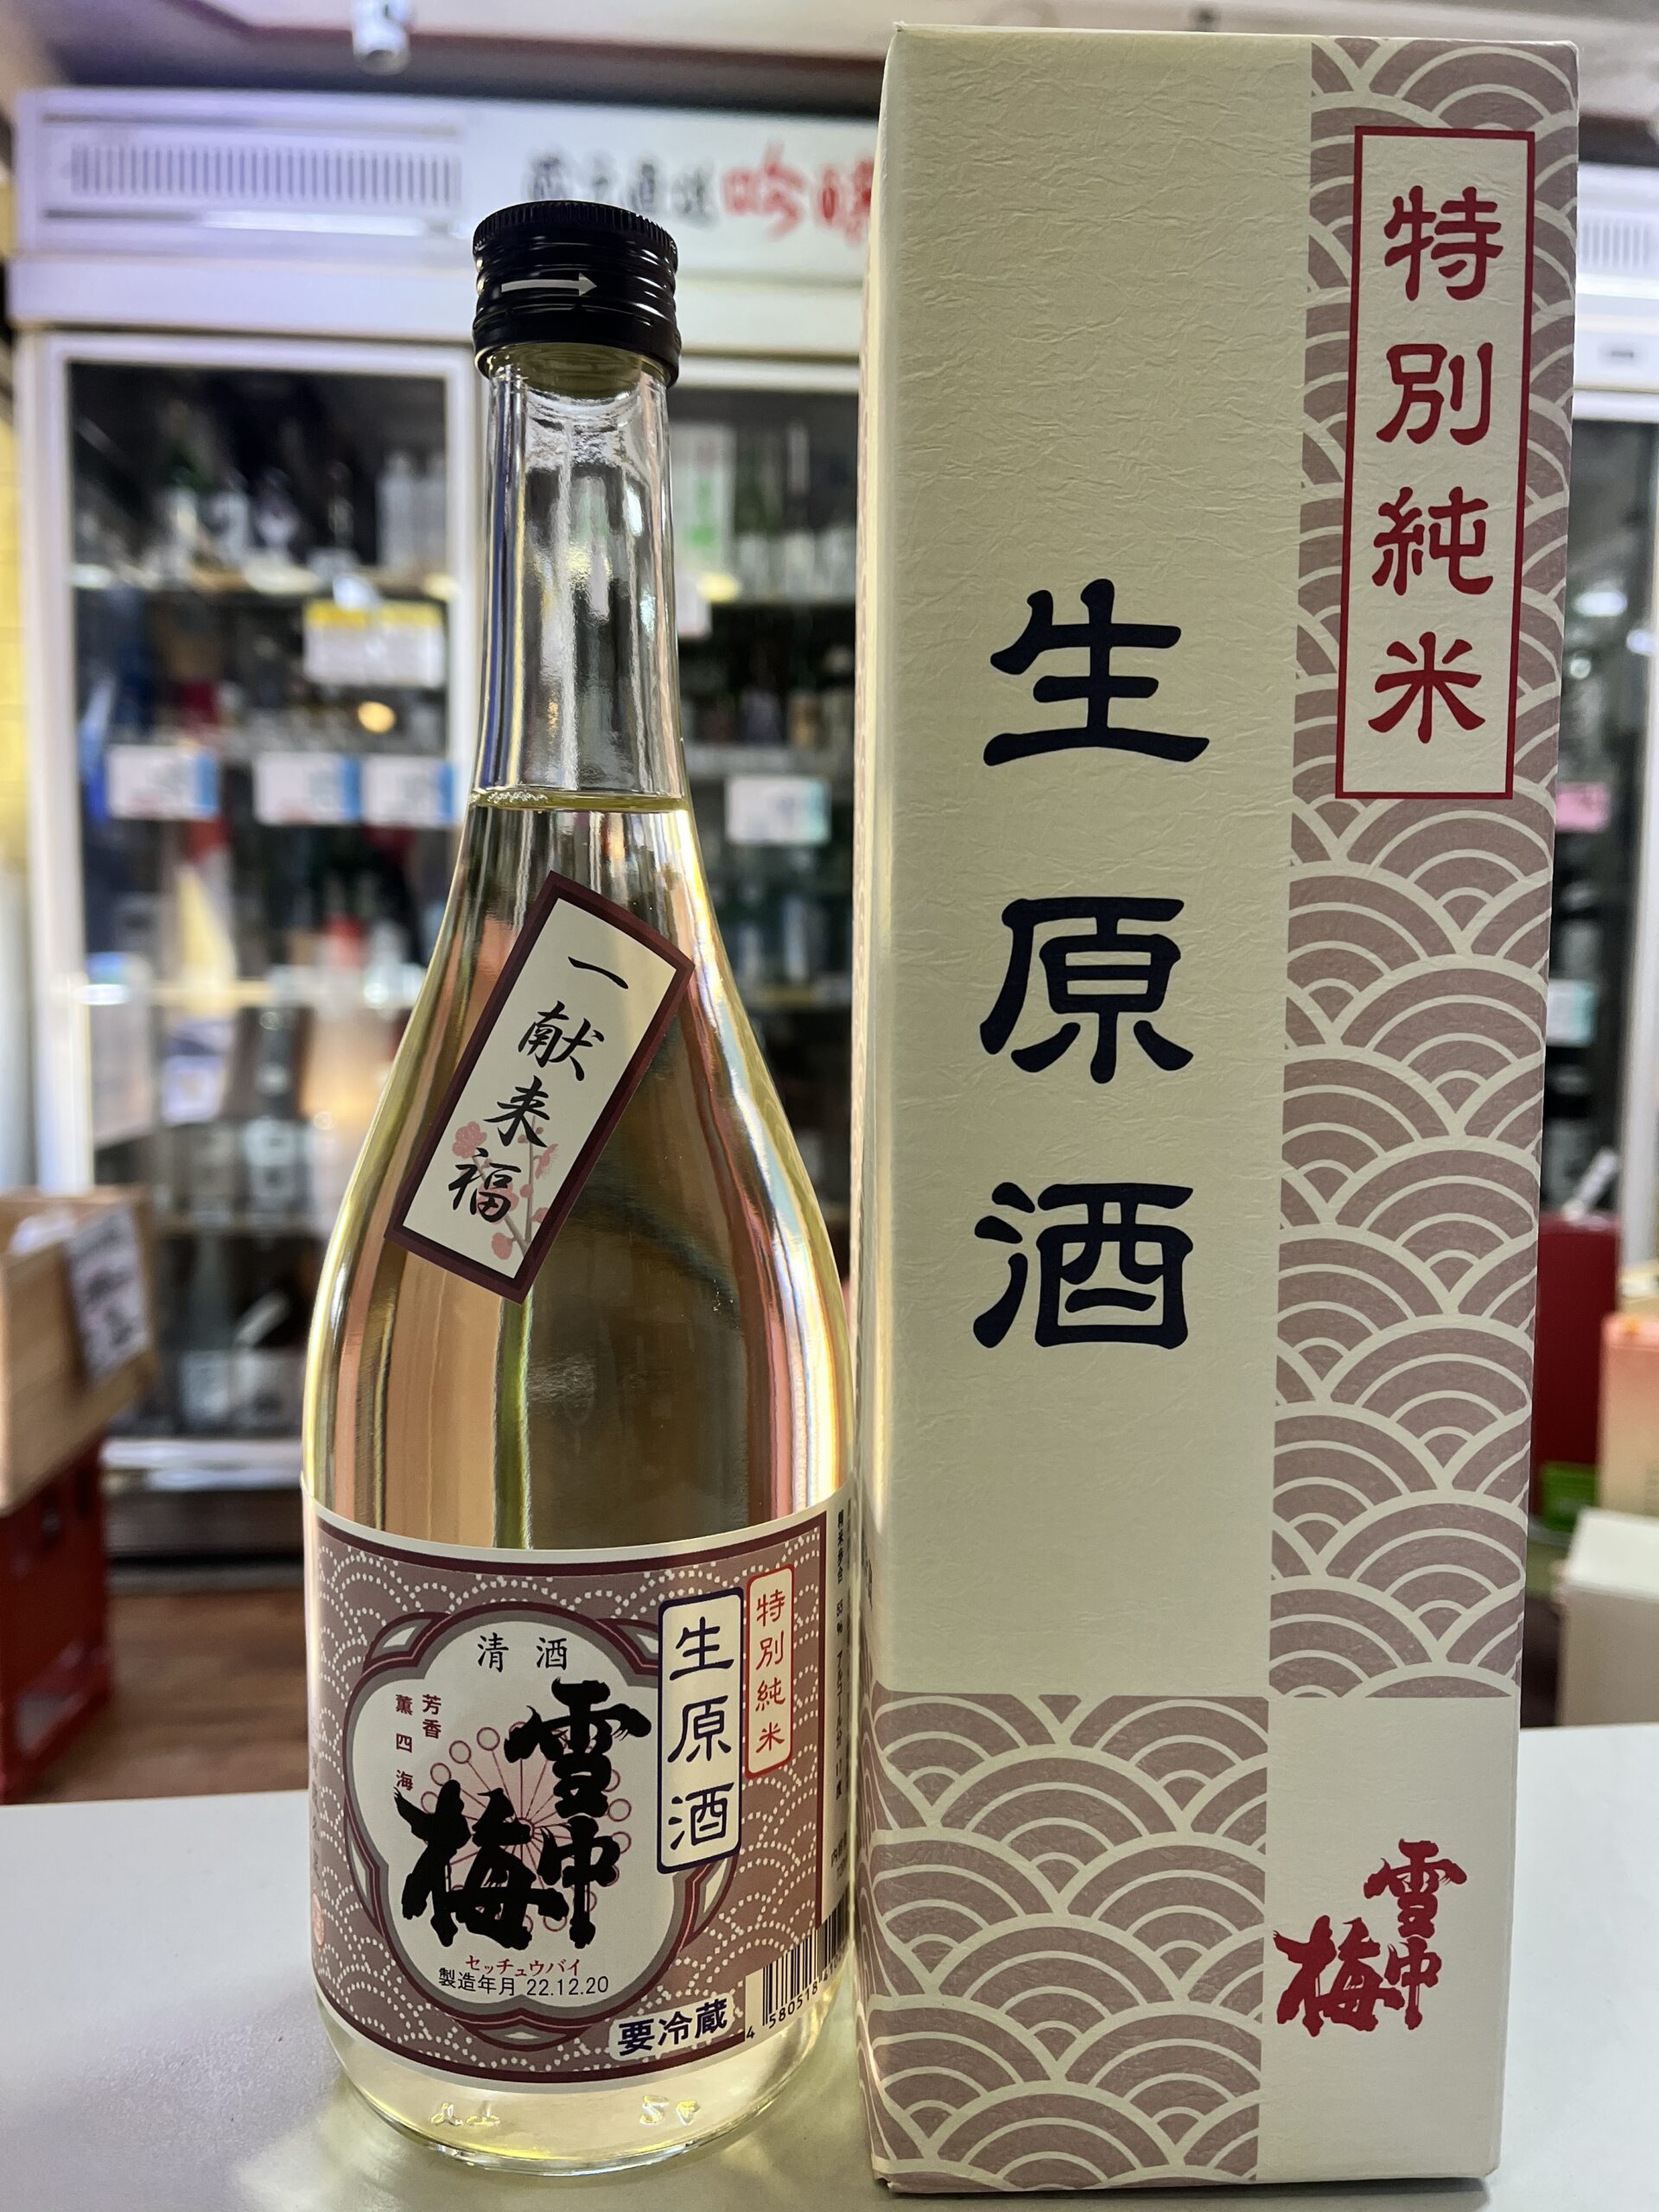 吟醸
一献来福
清酒
芳香
薫四海
雪中梅
生原酒
特別純米
セッチュウバイ
製造年月 22.12.20
要冷蔵
特別純米
生原酒
雪中梅